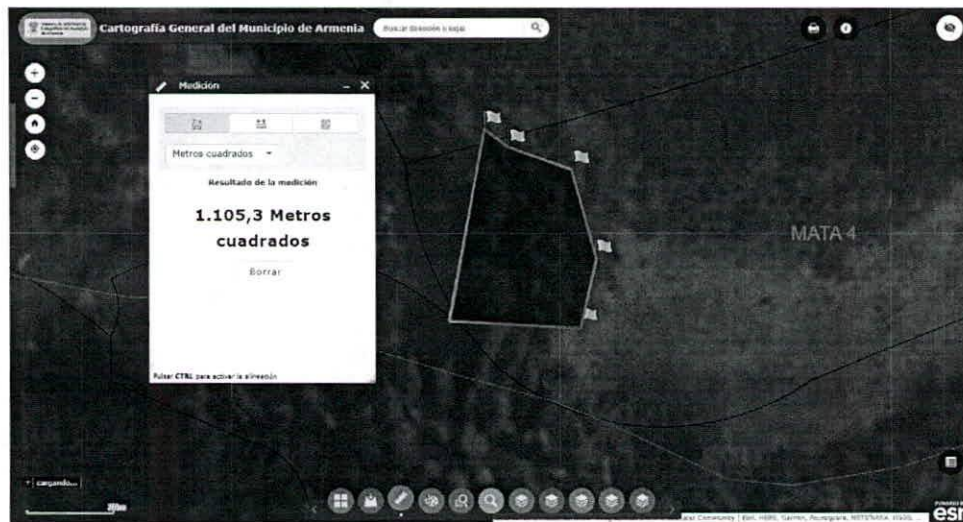 Cartografía General del Municipio de Armenia
Buscar dirección o lugar
Medición
Metros cuadrados
Resultado de la medición
1.105,3 Metros
cuadrados
Borrar
Pulsar CTRL para activar la alineación
MATA 4
cargando...
esri